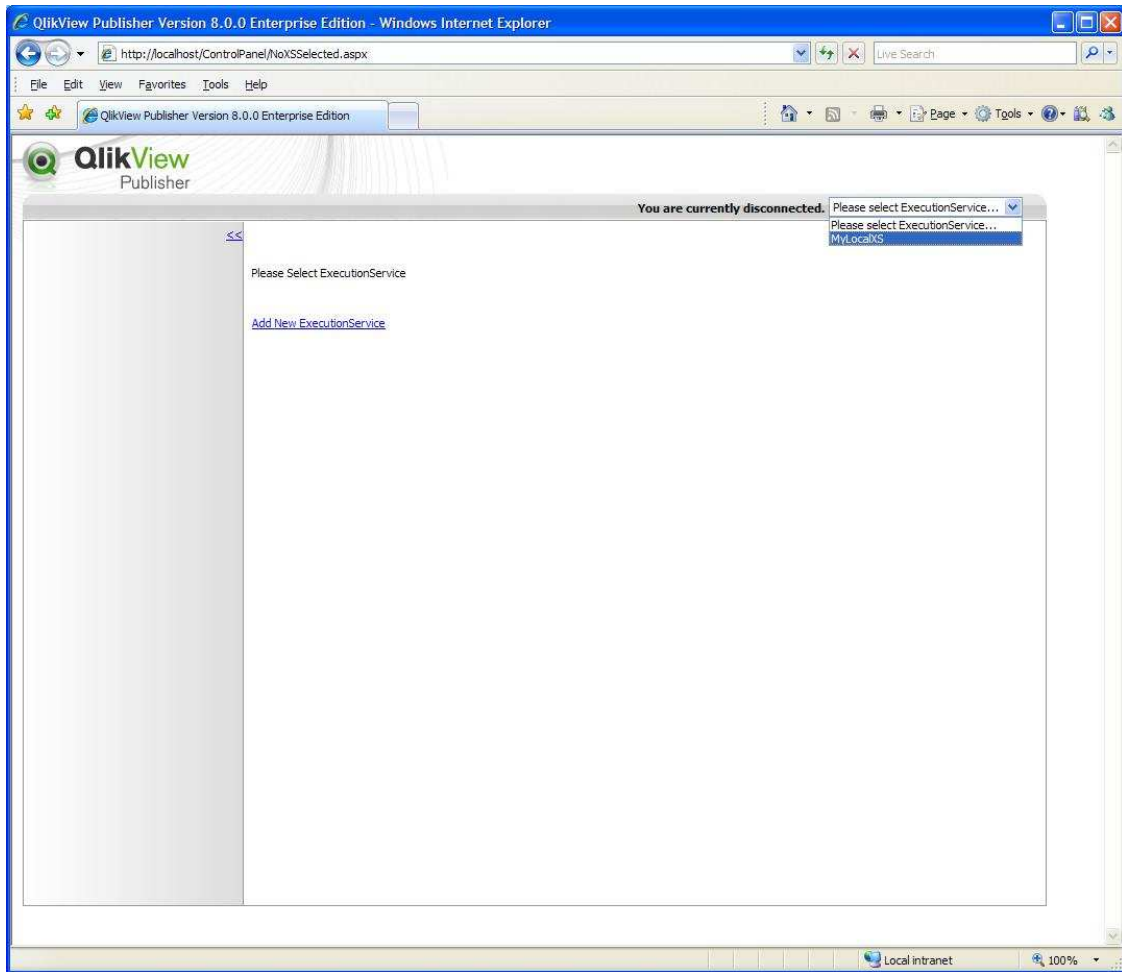 QlikView Publisher Version 8.0.0 Enterprise Edition - Windows Internet Explorer
http://localhost/ControlPanel/NoXSSelected.aspx
Live Search
File Edit View Favorites Tools Help
QlikView Publisher Version 8.0.0 Enterprise Edition
Page
Tools
QlikView
Publisher
You are currently disconnected. Please select ExecutionService...
Please select ExecutionService...
MyLocalXS
<<
Please Select ExecutionService
Add New ExecutionService
Local intranet
100%